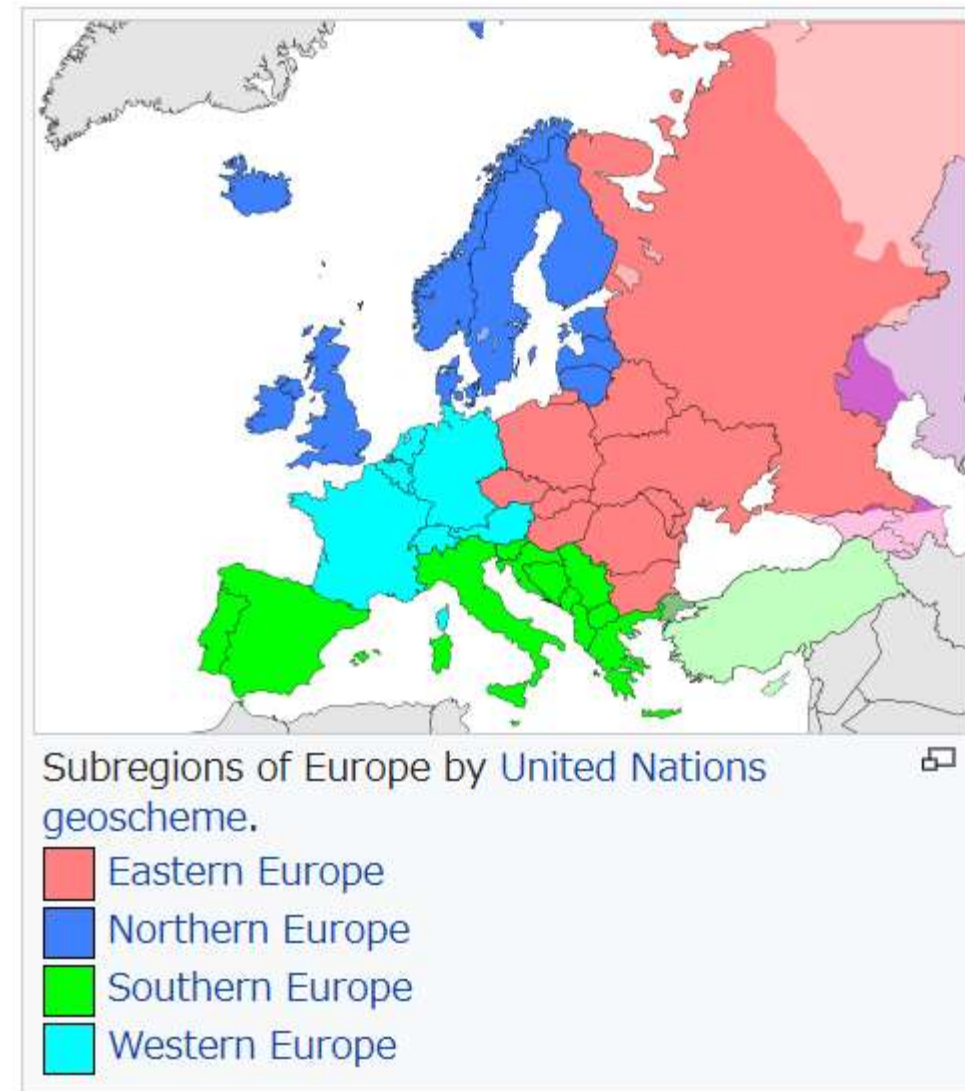 Subregions of Europe by United Nations
geoscheme.
Eastern Europe
Northern Europe
Southern Europe
Western Europe